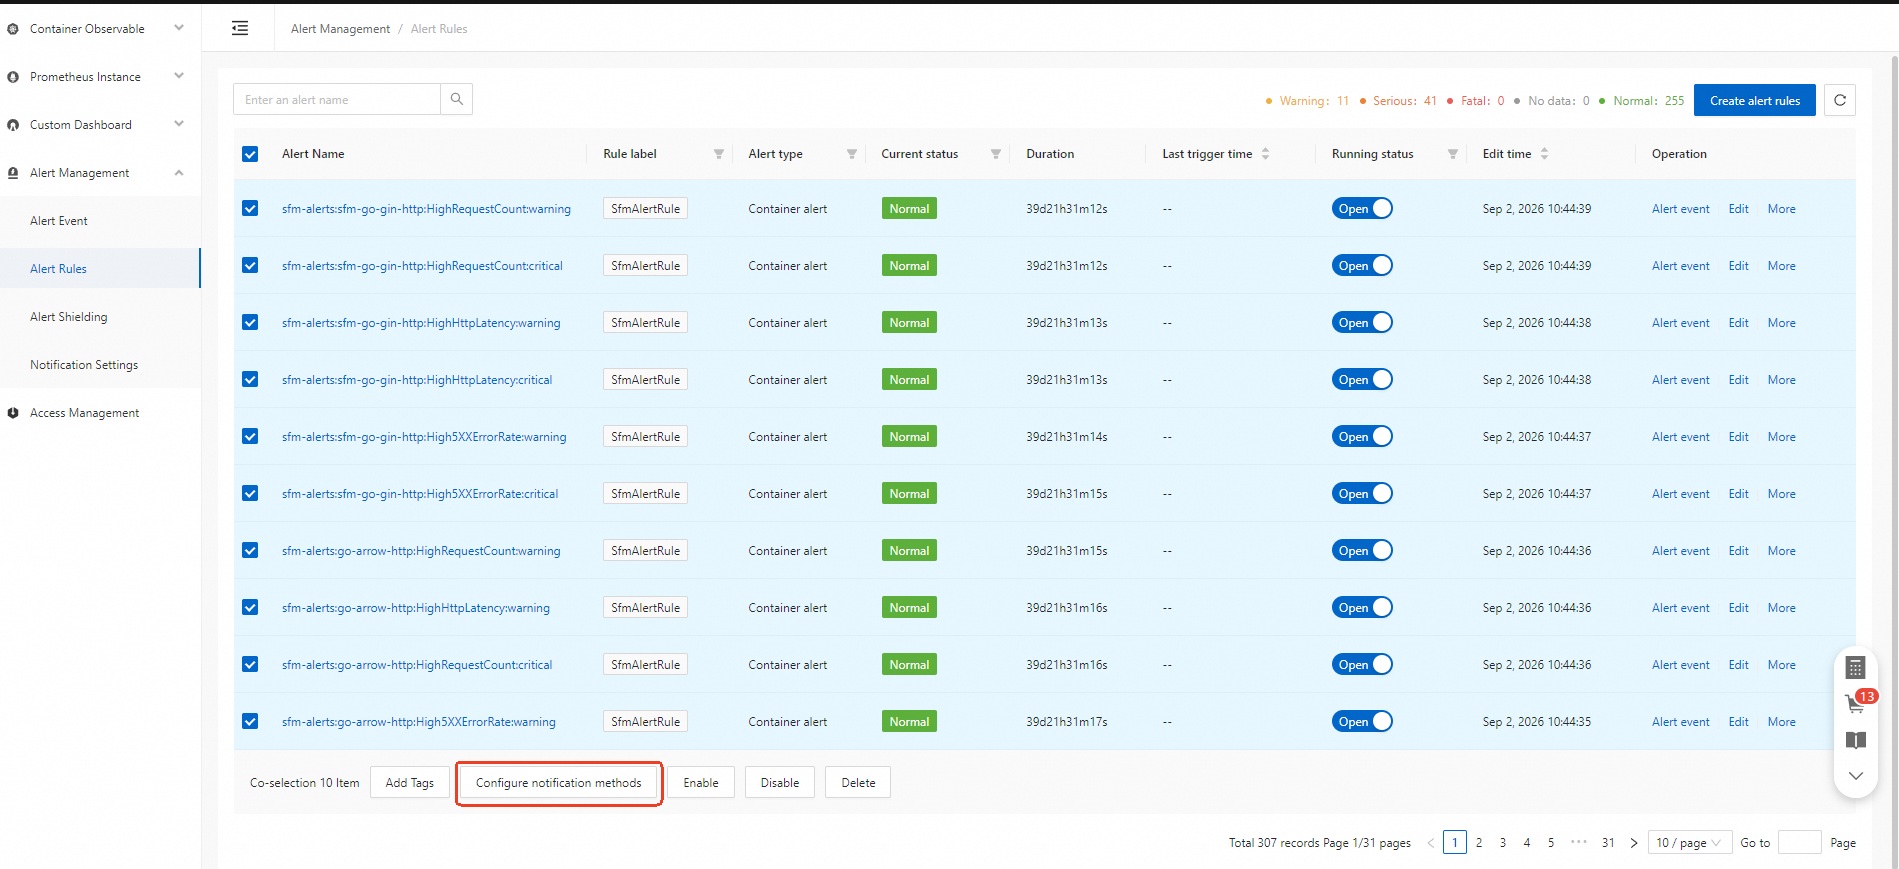 Container Observable
Prometheus Instance
Custom Dashboard
Alert Management
Alert Event
Alert Rules
Alert Shielding
Notification Settings
Access Management
Alert Management / Alert Rules
Enter an alert name
Warning: 11 Serious: 41 Fatal: 0 No data: 0 Normal: 255 Create alert rules
Alert Name Rule label Alert type Current status Duration Last trigger time Running status Edit time Operation
sfm-alerts:sfm-go-gin-http:HighRequestCount:warning SfmAlertRule Container alert Normal 39d21h31m12s -- Open Sep 2, 2026 10:44:39 Alert event Edit More
sfm-alerts:sfm-go-gin-http:HighRequestCount:critical SfmAlertRule Container alert Normal 39d21h31m12s -- Open Sep 2, 2026 10:44:39 Alert event Edit More
sfm-alerts:sfm-go-gin-http:HighHttpLatency:warning SfmAlertRule Container alert Normal 39d21h31m13s -- Open Sep 2, 2026 10:44:38 Alert event Edit More
sfm-alerts:sfm-go-gin-http:HighHttpLatency:critical SfmAlertRule Container alert Normal 39d21h31m13s -- Open Sep 2, 2026 10:44:38 Alert event Edit More
sfm-alerts:sfm-go-gin-http:High5XXErrorRate:warning SfmAlertRule Container alert Normal 39d21h31m14s -- Open Sep 2, 2026 10:44:37 Alert event Edit More
sfm-alerts:sfm-go-gin-http:High5XXErrorRate:critical SfmAlertRule Container alert Normal 39d21h31m15s -- Open Sep 2, 2026 10:44:37 Alert event Edit More
sfm-alerts:go-arrow-http:HighRequestCount:warning SfmAlertRule Container alert Normal 39d21h31m15s -- Open Sep 2, 2026 10:44:36 Alert event Edit More
sfm-alerts:go-arrow-http:HighHttpLatency:warning SfmAlertRule Container alert Normal 39d21h31m16s -- Open Sep 2, 2026 10:44:36 Alert event Edit More
sfm-alerts:go-arrow-http:HighRequestCount:critical SfmAlertRule Container alert Normal 39d21h31m16s -- Open Sep 2, 2026 10:44:36 Alert event Edit More
sfm-alerts:go-arrow-http:High5XXErrorRate:warning SfmAlertRule Container alert Normal 39d21h31m17s -- Open Sep 2, 2026 10:44:35 Alert event Edit More
13
Co-selection 10 Item Add Tags Configure notification methods Enable Disable Delete
Total 307 records Page 1/31 pages < 1 2 3 4 5 ··· 31 > 10 / page Go to Page